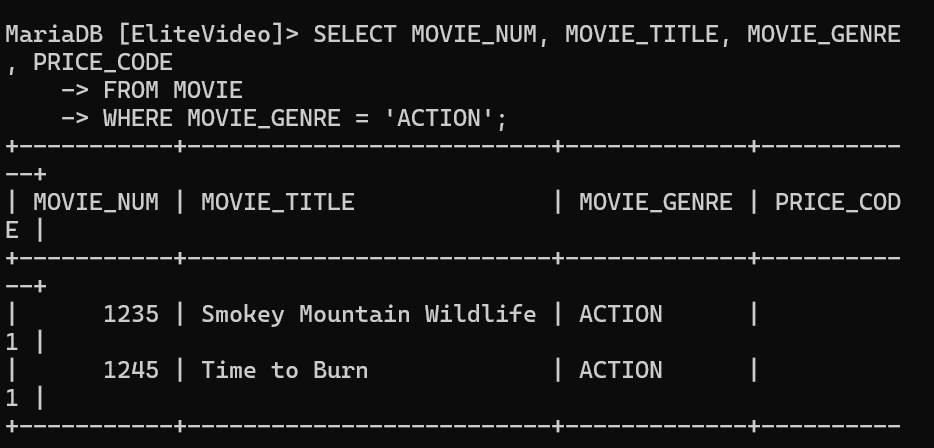 MariaDB [EliteVideo]> SELECT MOVIE_NUM, MOVIE_TITLE, MOVIE_GENRE
, PRICE_CODE
    -> FROM MOVIE
    -> WHERE MOVIE_GENRE = 'ACTION';
+-----------+--------------------------+-------------+----------
--+
| MOVIE_NUM | MOVIE_TITLE              | MOVIE_GENRE | PRICE_COD
E |
+-----------+--------------------------+-------------+----------
--+
|      1235 | Smokey Mountain Wildlife | ACTION      |
1 |
|      1245 | Time to Burn             | ACTION      |
1 |
+-----------+--------------------------+-------------+----------